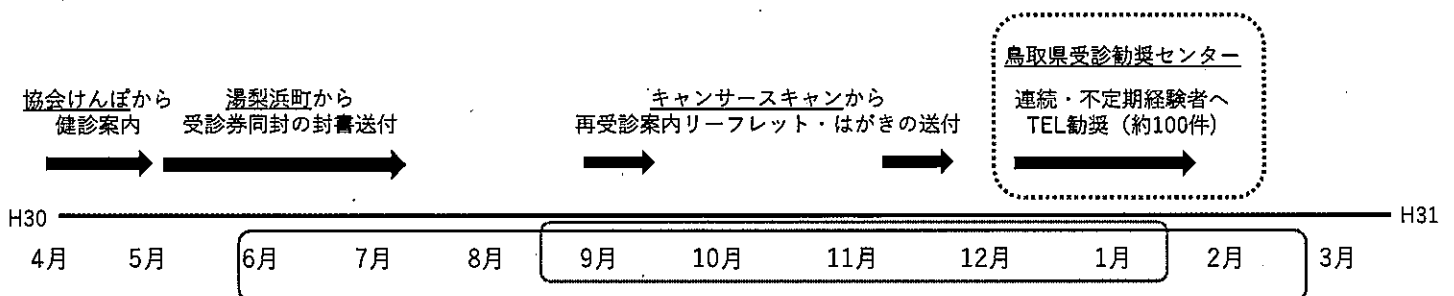 鳥取県受診勧奨センター
協会けんぽから
健診案内
湯梨浜町から
受診券同封の封書送付
キャンサースキャンから
再受診案内リーフレット・はがきの送付
連続・不定期経験者へ
TEL勧奨（約100件）
H30
H31
4月 5月 6月 7月 8月 9月 10月 11月 12月 1月 2月 3月